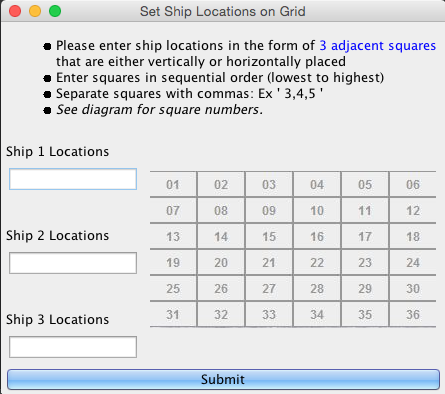 Set Ship Locations on Grid
Please enter ship locations in the form of 3 adjacent squares
that are either vertically or horizontally placed
Enter squares in sequential order (lowest to highest)
Separate squares with commas: Ex ' 3,4,5 '
See diagram for square numbers.
Ship 1 Locations
01 02 03 04 05 06
07 08 09 10 11 12
13 14 15 16 17 18
Ship 2 Locations
19 20 21 22 23 24
25 26 27 28 29 30
31 32 33 34 35 36
Ship 3 Locations
Submit